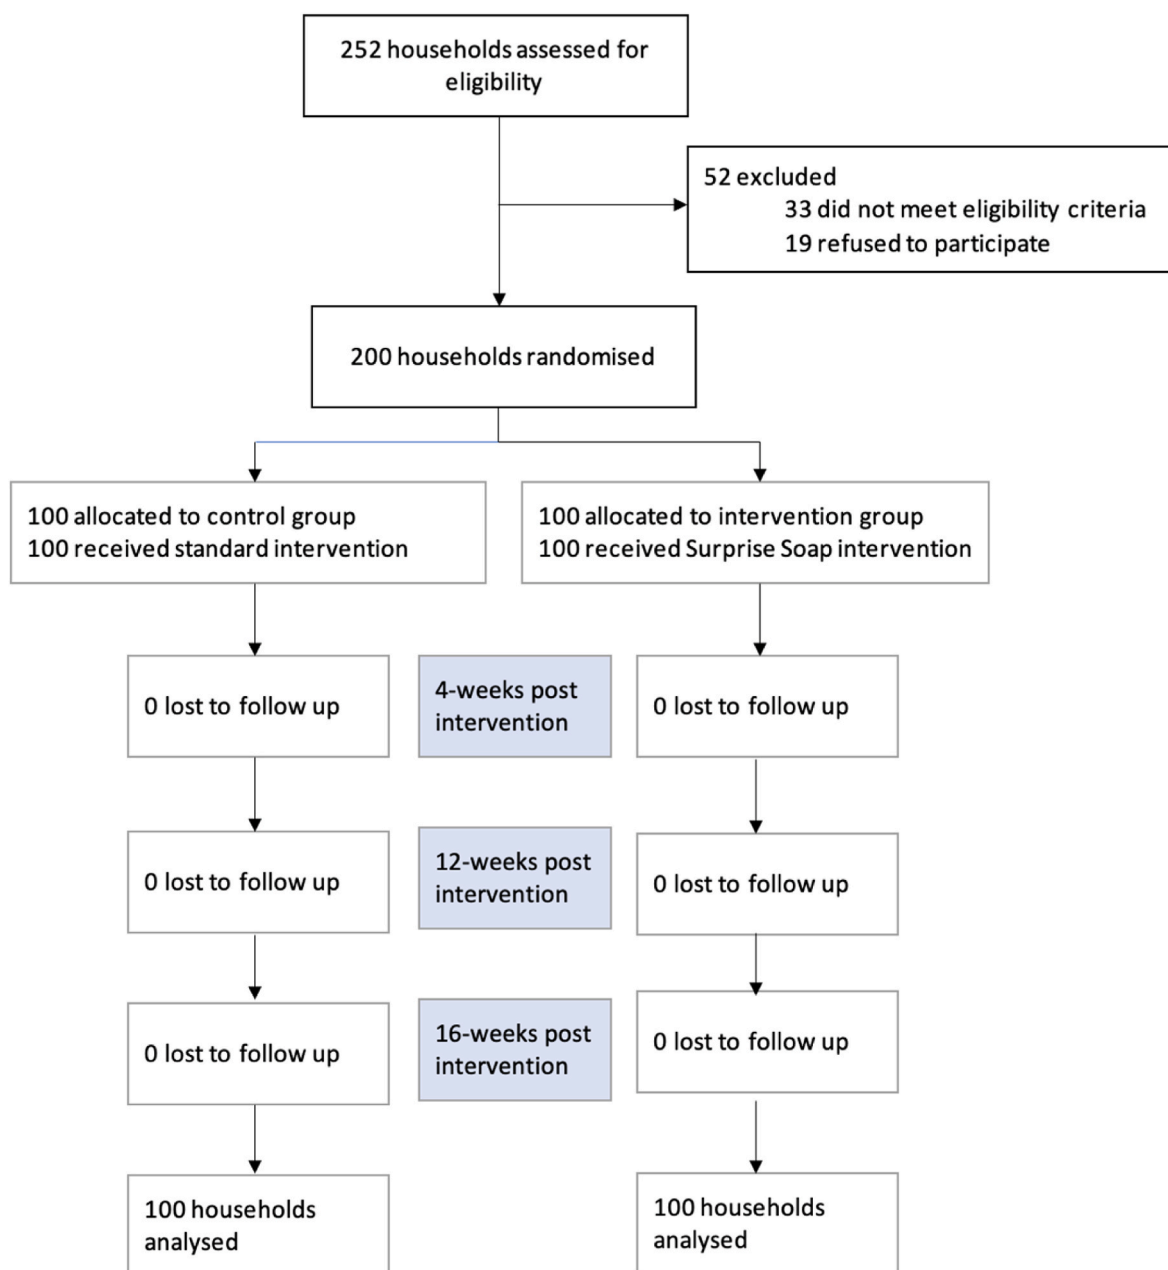 252 households assessed for
eligibility
52 excluded
33 did not meet eligibility criteria
19 refused to participate
200 households randomised
100 allocated to control group
100 received standard intervention
100 allocated to intervention group
100 received Surprise Soap intervention
0 lost to follow up
4-weeks post
intervention
0 lost to follow up
0 lost to follow up
12-weeks post
intervention
0 lost to follow up
0 lost to follow up
16-weeks post
intervention
0 lost to follow up
100 households
analysed
100 households
analysed